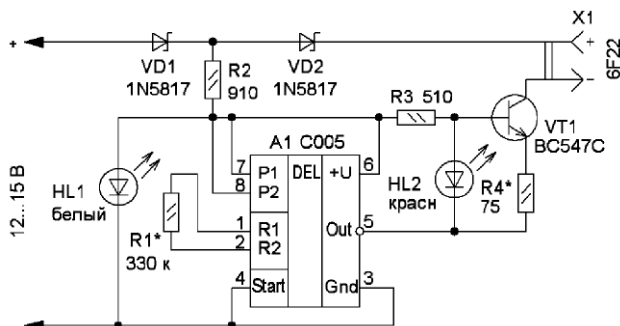 +
VD1
1N5817
R2
910
VD2
1N5817
X1
+
−
6F22
R3 510
VT1
BC547C
A1 C005
7
8
P1
P2
DEL
+U
6
HL1
белый
HL2
красн
R4*
75
12...15 В
R1*
330 к
1
2
R1
R2
Out
5
4
Start
Gnd
3